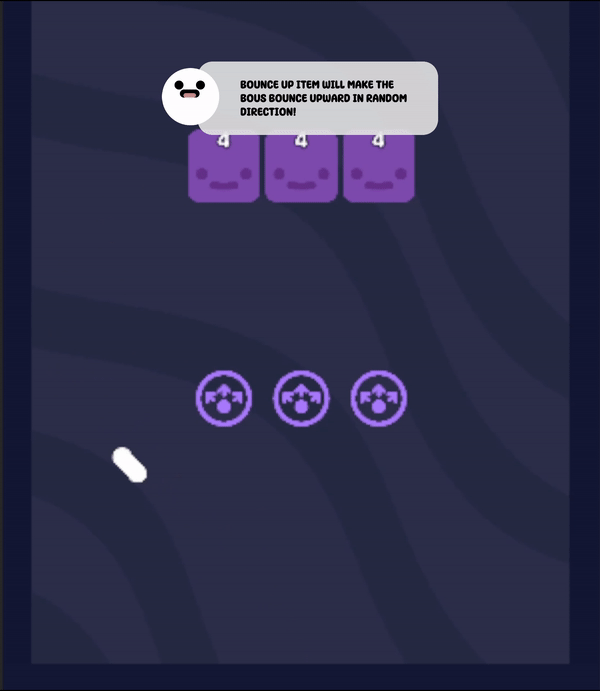 BOUNCE UP ITEM WILL MAKE THE
BOUS BOUNCE UPWARD IN RANDOM
DIRECTION!
4 4 4